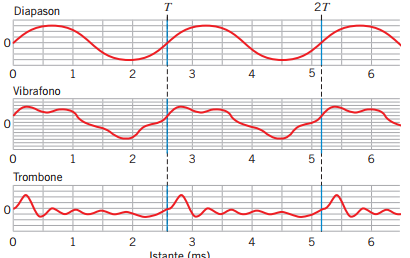 Diapason T 2T
0
0 1 2 3 4 5 6
Vibrafono
0
0 1 2 3 4 5 6
Trombone
0
0 1 2 3 4 5 6
Istante (ms)